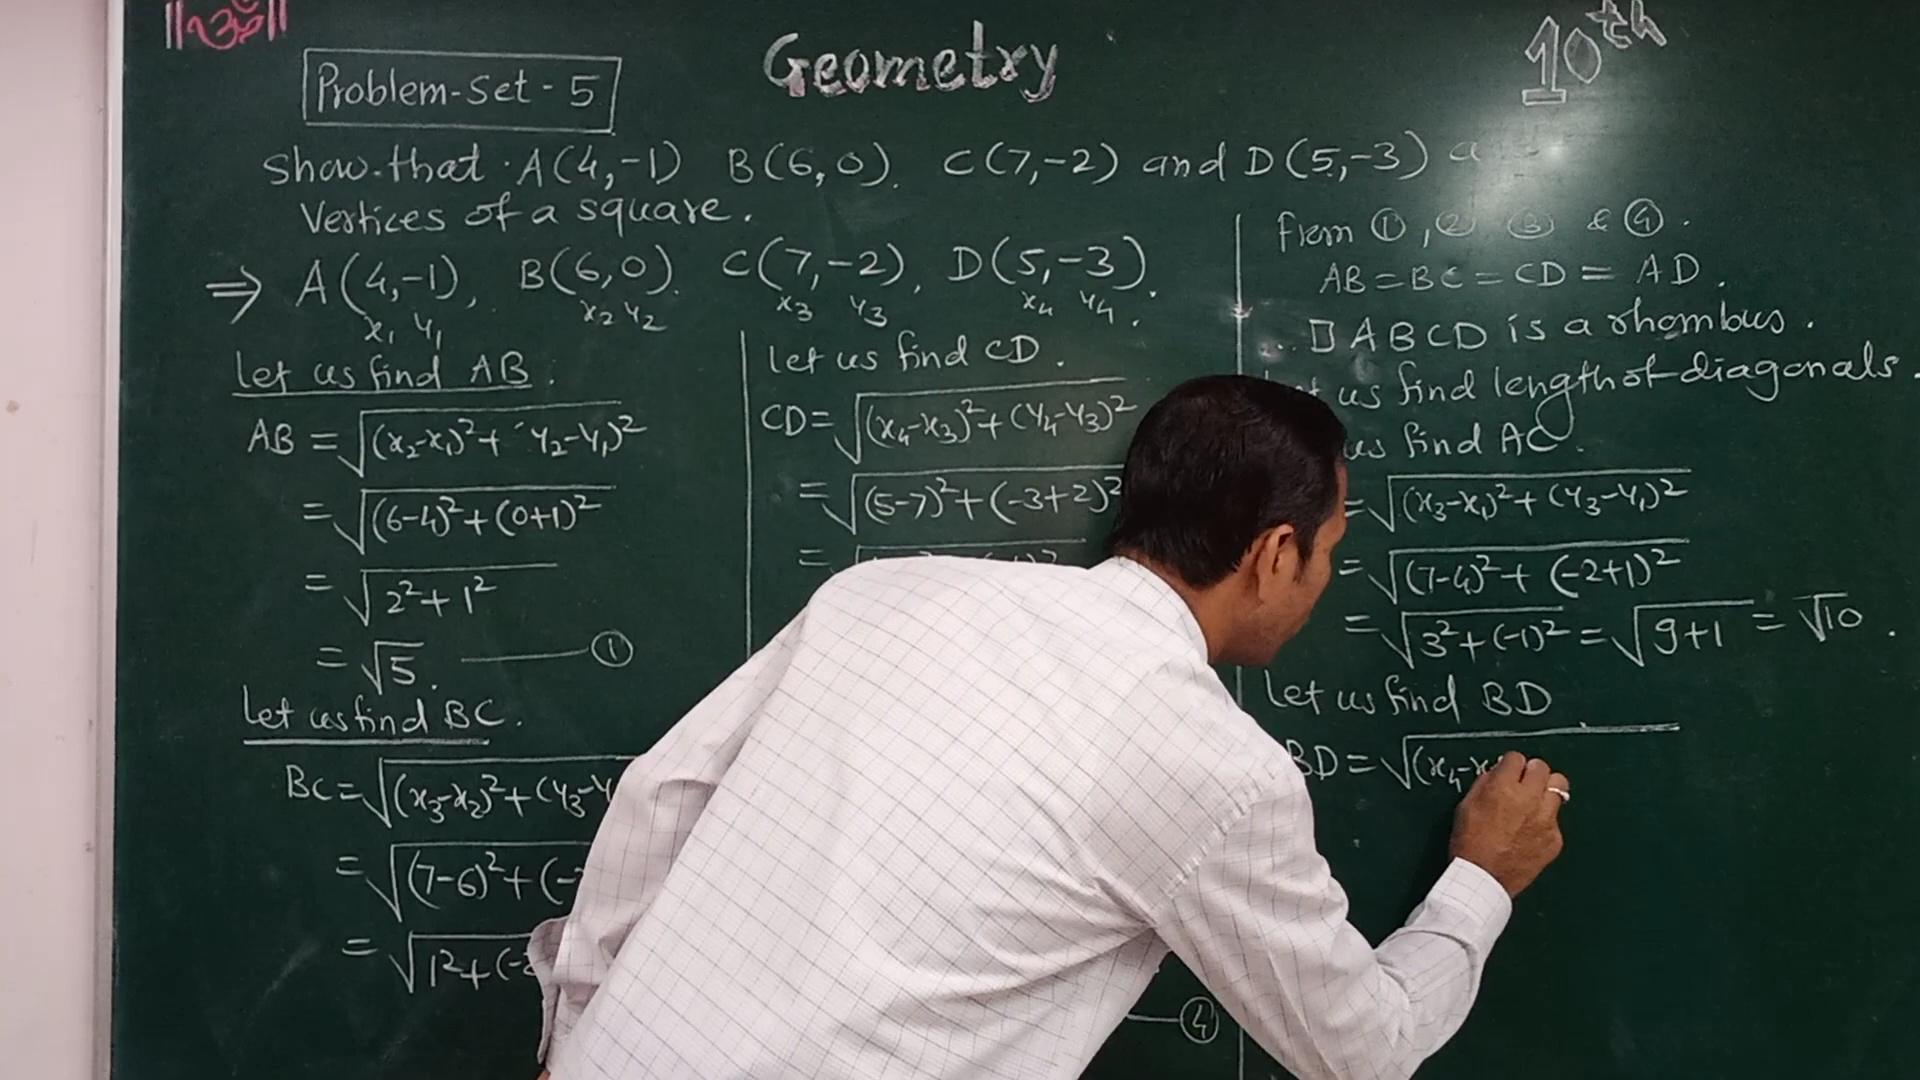 ||ॐ||
Geometry
10th
Problem-Set-5
Show that A(4,-1) B(6,0). C(7,-2) and D(5,-3) a
Vertices of a square.
⇒ A(4,-1), B(6,0). C(7,-2), D(5,-3).
x₁ y₁ x₂ y₂ x₃ y₃ x₄ y₄.
Let us find AB.
AB = √(x₂-x₁)²+ y₂-y₁)²
= √(6-4)²+(0+1)²
= √2²+1²
= √5. ①
Let us find BC.
BC = √(x₃-x₂)²+(y₃-y
= √(7-6)²+(-
= √1²+(-2
Let us find CD.
CD = √(x₄-x₃)²+(y₄-y₃)²
= √(5-7)²+(-3+2)²
=
④
from ①, ② ③ & ④.
AB = BC = CD = AD.
∴ □ABCD is a rhombus.
us find length of diagonals.
us find AC.
= √(x₃-x₁)²+(y₃-y₁)²
= √(7-4)²+(-2+1)²
= √3²+(-1)² = √9+1 = √10.
Let us find BD
BD = √(x₄-x